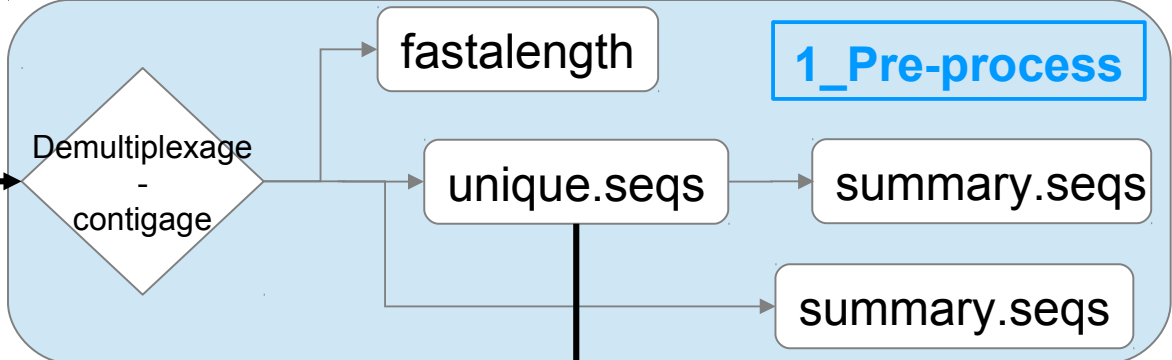 fastalength
1_Pre-process
Demultiplexage
-
contigage
unique.seqs
summary.seqs
summary.seqs